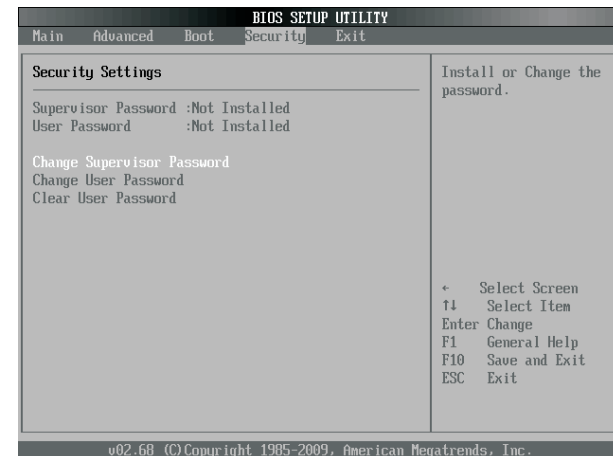 BIOS SETUP UTILITY
Main Advanced Boot Security Exit
Security Settings
Supervisor Password :Not Installed
User Password :Not Installed
Change Supervisor Password
Change User Password
Clear User Password
Install or Change the
password.
← Select Screen
↑↓ Select Item
Enter Change
F1 General Help
F10 Save and Exit
ESC Exit
v02.68 (C)Copyright 1985-2009, American Megatrends, Inc.